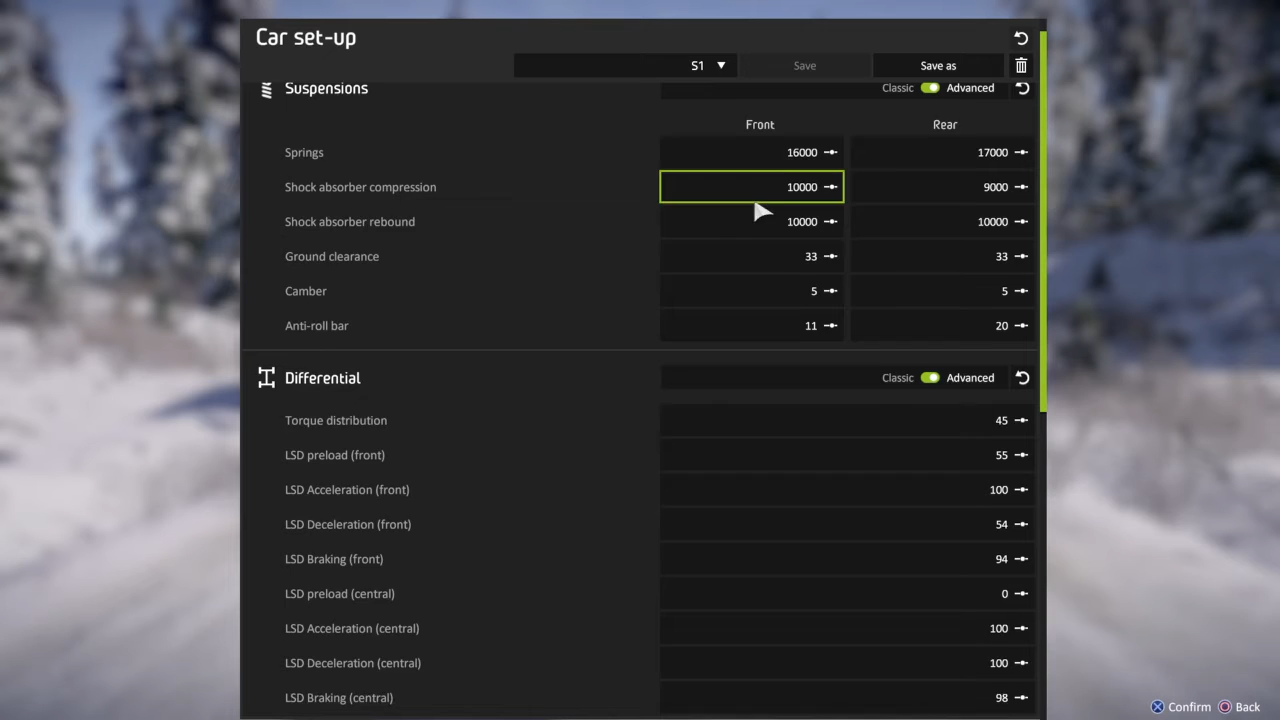 Car set-up
S1 ▼ Save Save as
Suspensions Classic Advanced
Front Rear
Springs 16000 17000
Shock absorber compression 10000 9000
Shock absorber rebound 10000 10000
Ground clearance 33 33
Camber 5 5
Anti-roll bar 11 20
Differential Classic Advanced
Torque distribution 45
LSD preload (front) 55
LSD Acceleration (front) 100
LSD Deceleration (front) 54
LSD Braking (front) 94
LSD preload (central) 0
LSD Acceleration (central) 100
LSD Deceleration (central) 100
LSD Braking (central) 98
Confirm Back